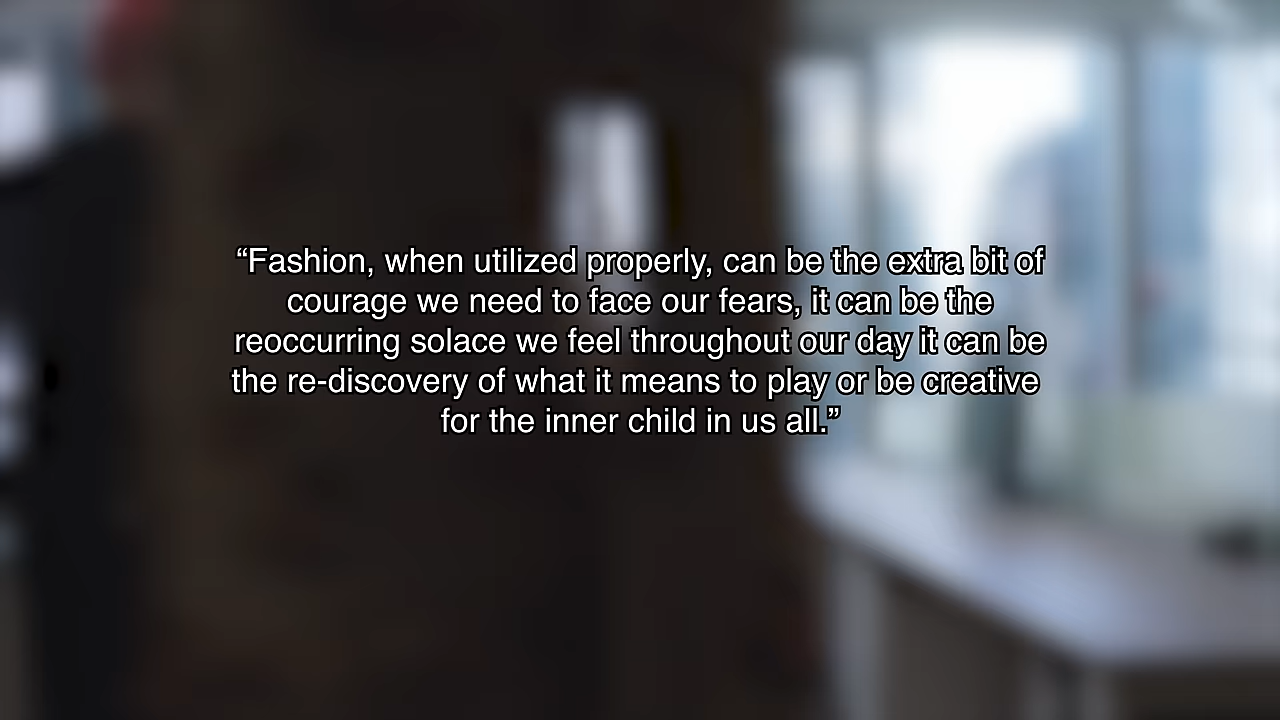 “Fashion, when utilized properly, can be the extra bit of
courage we need to face our fears, it can be the
reoccurring solace we feel throughout our day it can be
the re-discovery of what it means to play or be creative
for the inner child in us all.”